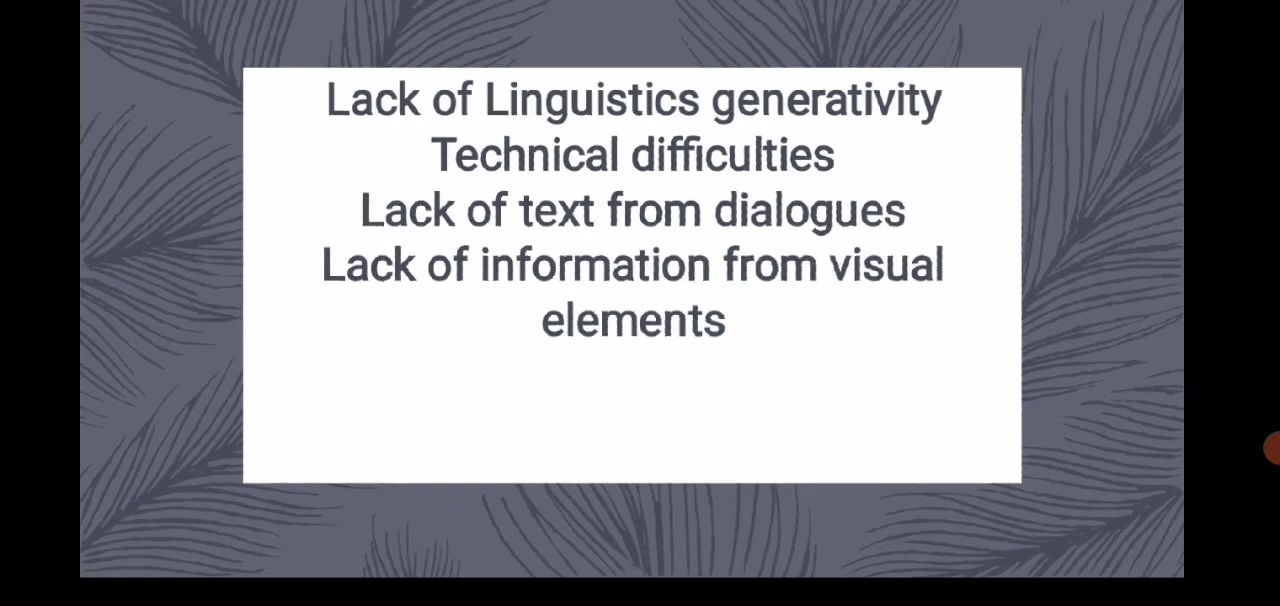 Lack of Linguistics generativity
Technical difficulties
Lack of text from dialogues
Lack of information from visual
elements